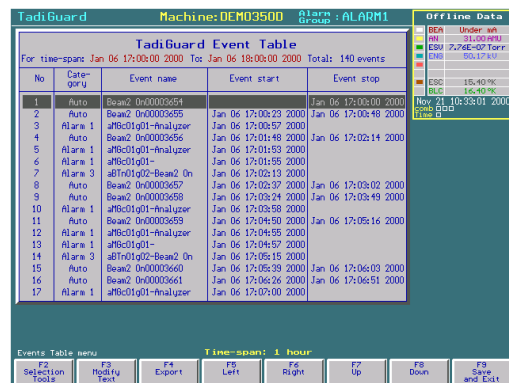 TadiGuard Machine:DEMO3500 Alarm Group : ALARM1
Offline Data
BEA Under mA
AN 31.00 AMU
ESV 7.76E-07 Torr
ENG 50.17 kV
ESC 15.40 %
BLC 16.40 %
Nov 21 10:33:01 2000
Comb
Time
TadiGuard Event Table
For time-span: Jan 06 17:00:00 2000 To: Jan 06 18:00:00 2000 Total: 140 events
No Cate-gory Event name Event start Event stop
1 Auto Beam2 On00003654 Jan 06 17:00:00 2000
2 Auto Beam2 On00003655 Jan 06 17:00:23 2000 Jan 06 17:00:48 2000
3 Alarm 1 aMGc01g01-Analyzer Jan 06 17:00:57 2000
4 Auto Beam2 On00003656 Jan 06 17:01:48 2000 Jan 06 17:02:14 2000
5 Alarm 1 aMGc01g01-Analyzer Jan 06 17:01:53 2000
6 Alarm 1 aMGc01g01- Jan 06 17:01:55 2000
7 Alarm 3 aBTn01g02-Beam2 On Jan 06 17:02:13 2000
8 Auto Beam2 On00003657 Jan 06 17:02:37 2000 Jan 06 17:03:02 2000
9 Auto Beam2 On00003658 Jan 06 17:03:24 2000 Jan 06 17:03:49 2000
10 Alarm 1 aMGc01g01-Analyzer Jan 06 17:03:58 2000
11 Auto Beam2 On00003659 Jan 06 17:04:50 2000 Jan 06 17:05:16 2000
12 Alarm 1 aMGc01g01-Analyzer Jan 06 17:04:55 2000
13 Alarm 1 aMGc01g01- Jan 06 17:04:57 2000
14 Alarm 3 aBTn01g02-Beam2 On Jan 06 17:05:15 2000
15 Auto Beam2 On00003660 Jan 06 17:05:39 2000 Jan 06 17:06:03 2000
16 Auto Beam2 On00003661 Jan 06 17:06:26 2000 Jan 06 17:06:51 2000
17 Alarm 1 aMGc01g01-Analyzer Jan 06 17:07:00 2000
Events Table menu Time-span: 1 hour
F2 Selection Tools
F3 Modify Text
F4 Export
F5 Left
F6 Right
F7 Up
F8 Down
F9 Save and Exit